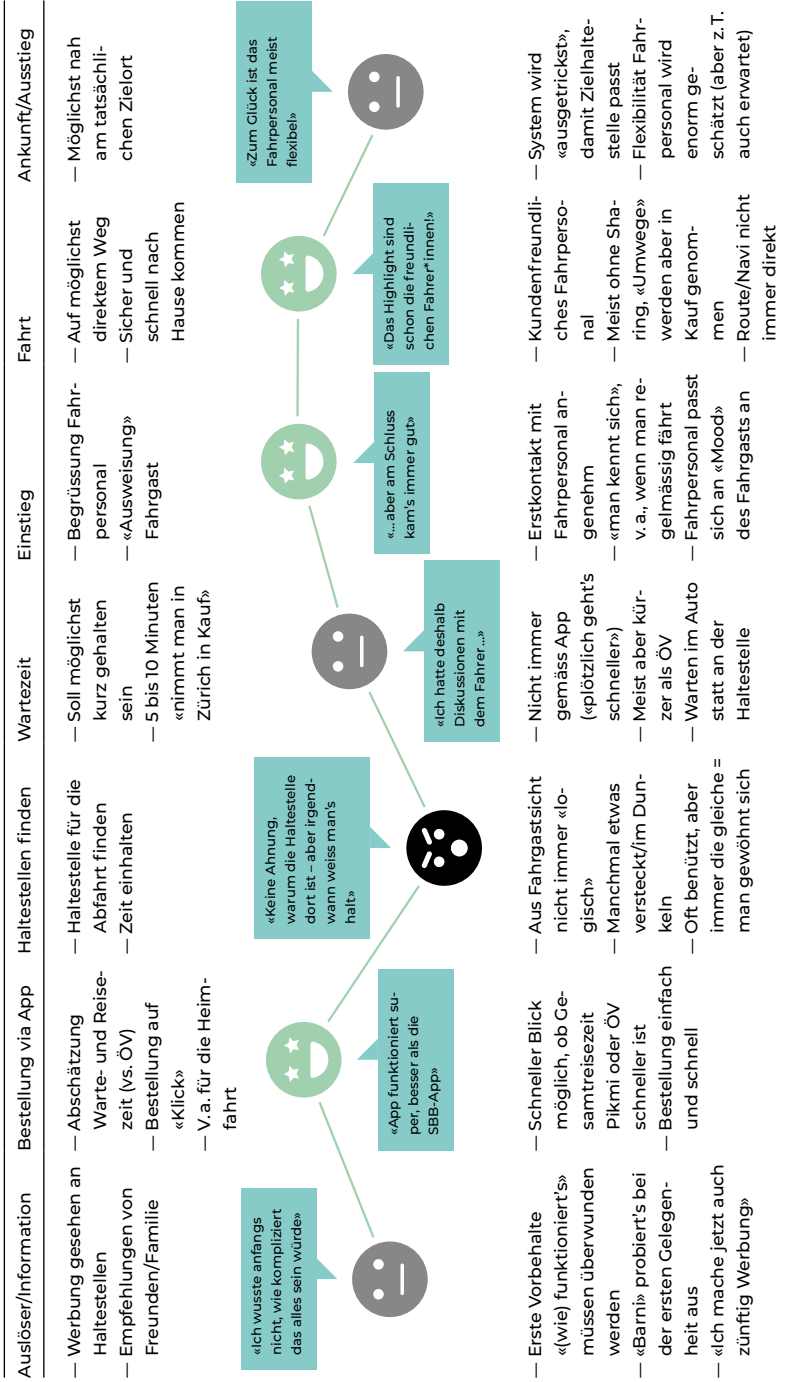 Auslöser/Information
— Werbung gesehen an
Haltestellen
— Empfehlungen von
Freunden/Familie
«Ich wusste anfangs
nicht, wie kompliziert
das alles sein würde»
— Erste Vorbehalte
«(wie) funktioniert’s»
müssen überwunden
werden
— «Barni» probiert’s bei
der ersten Gelegen-
heit aus
— «Ich mache jetzt auch
zünftig Werbung»
Bestellung via App
— Abschätzung
Warte- und Reise-
zeit (vs. ÖV)
— Bestellung auf
«Klick»
— V.a. für die Heim-
fahrt
«App funktioniert su-
per, besser als die
SBB-App»
— Schneller Blick
möglich, ob Ge-
samtreisezeit
Pikmi oder ÖV
schneller ist
— Bestellung einfach
und schnell
Haltestellen finden
— Haltestelle für die
Abfahrt finden
— Zeit einhalten
«Keine Ahnung,
warum die Haltestelle
dort ist – aber irgend-
wann weiss man’s
halt»
— Aus Fahrgastsicht
nicht immer «lo-
gisch»
— Manchmal etwas
versteckt/im Dun-
keln
— Oft benützt, aber
immer die gleiche =
man gewöhnt sich
Wartezeit
— Soll möglichst
kurz gehalten
sein
— 5 bis 10 Minuten
«nimmt man in
Zürich in Kauf»
«Ich hatte deshalb
Diskussionen mit
dem Fahrer…»
— Nicht immer
gemäss App
(«plötzlich geht’s
schneller»)
— Meist aber kür-
zer als ÖV
— Warten im Auto
statt an der
Haltestelle
Einstieg
— Begrüssung Fahr-
personal
— «Ausweisung»
Fahrgast
«…aber am Schluss
kam’s immer gut»
— Erstkontakt mit
Fahrpersonal an-
genehm
— «man kennt sich»,
v.a., wenn man re-
gelmässig fährt
— Fahrpersonal passt
sich an «Mood»
des Fahrgasts an
Fahrt
— Auf möglichst
direktem Weg
— Sicher und
schnell nach
Hause kommen
«Das Highlight sind
schon die freundli-
chen Fahrer*innen!»
— Kundenfreundli-
ches Fahrperso-
nal
— Meist ohne Sha-
ring, «Umwege»
werden aber in
Kauf genom-
men
— Route/Navi nicht
immer direkt
Ankunft/Ausstieg
— Möglichst nah
am tatsächli-
chen Zielort
«Zum Glück ist das
Fahrpersonal meist
flexibel»
— System wird
«ausgetrickst»,
damit Zielhalte-
stelle passt
— Flexibilität Fahr-
personal wird
enorm ge-
schätzt (aber z.T.
auch erwartet)